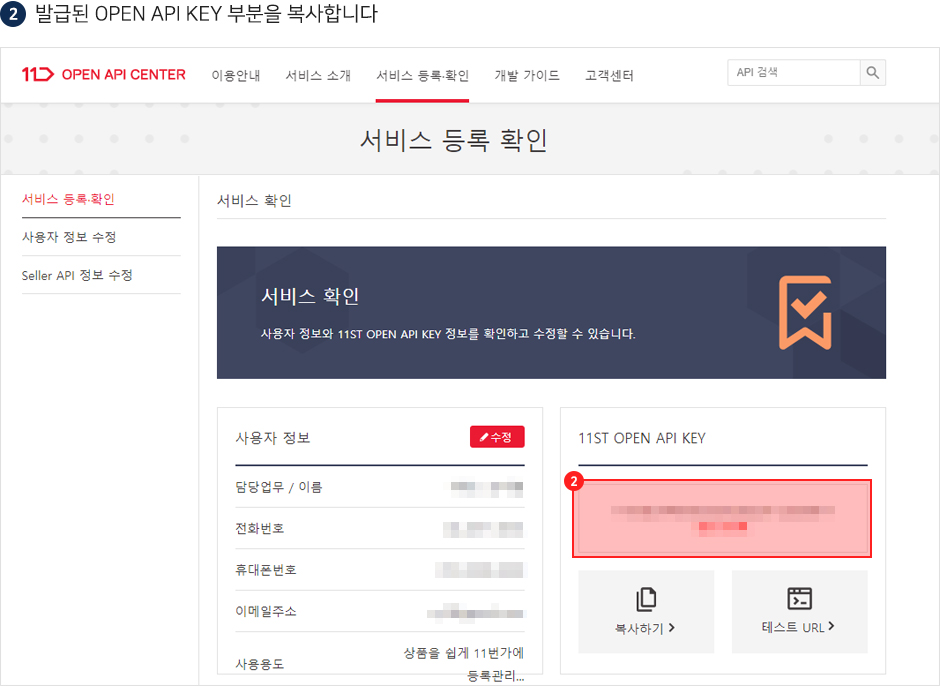 2 발급된 OPEN API KEY 부분을 복사합니다
11 OPEN API CENTER 이용안내 서비스 소개 서비스 등록·확인 개발 가이드 고객센터 API 검색
서비스 등록 확인
서비스 등록·확인
사용자 정보 수정
Seller API 정보 수정
서비스 확인
서비스 확인
사용자 정보와 11ST OPEN API KEY 정보를 확인하고 수정할 수 있습니다.
사용자 정보 수정
담당업무 / 이름
전화번호
휴대폰번호
이메일주소
사용용도 상품을 쉽게 11번가에
등록관리...
11ST OPEN API KEY
2
복사하기
테스트 URL